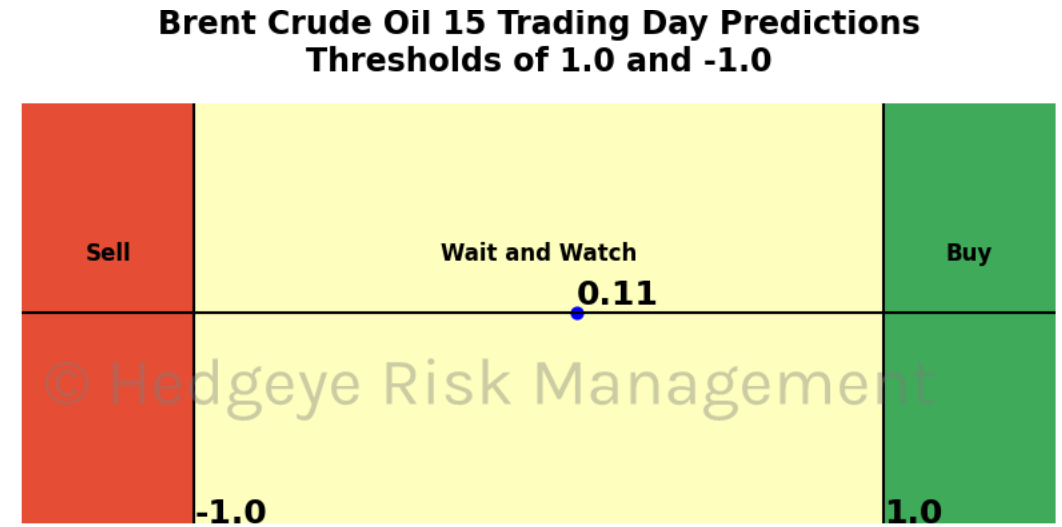 Brent Crude Oil 15 Trading Day Predictions
Thresholds of 1.0 and -1.0
Sell
Wait and Watch
Buy
0.11
© Hedgeye Risk Management
-1.0
1.0